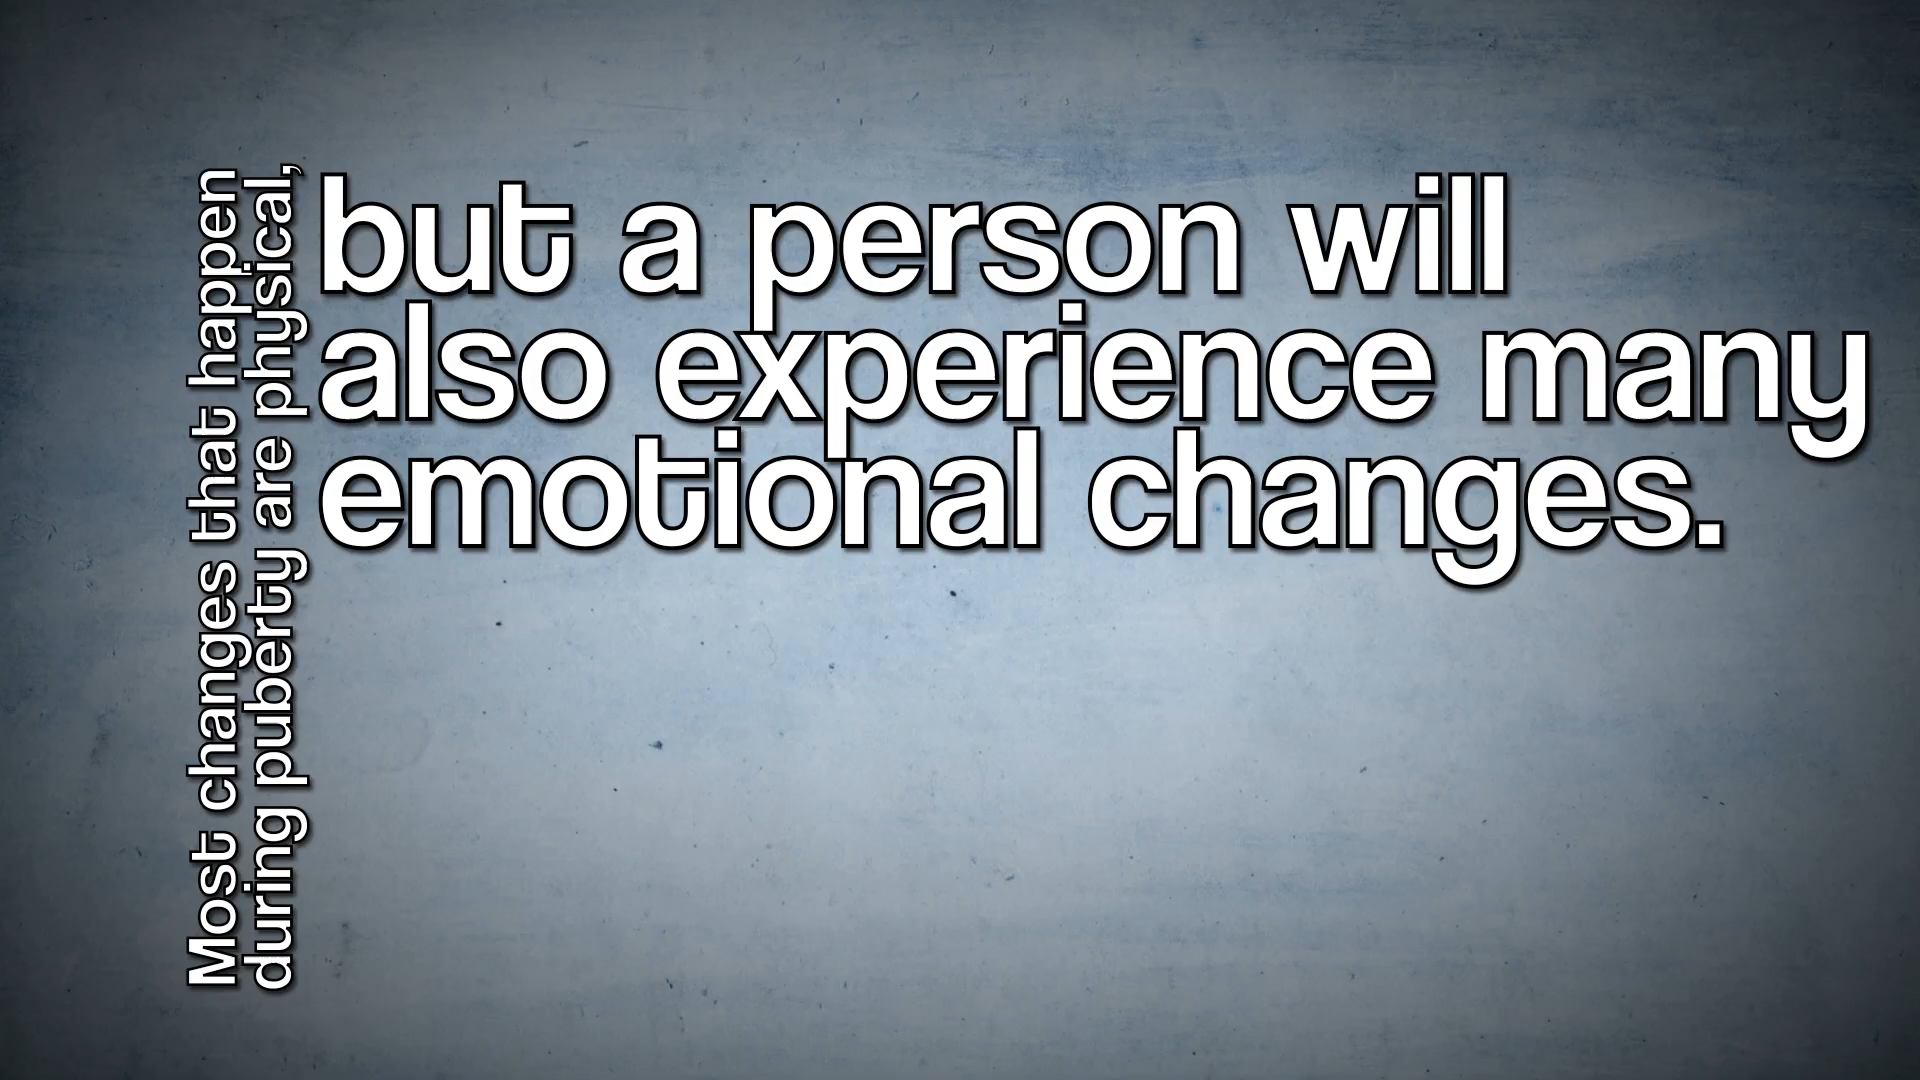 Most changes that happen
during puberty are physical,
but a person will
also experience many
emotional changes.